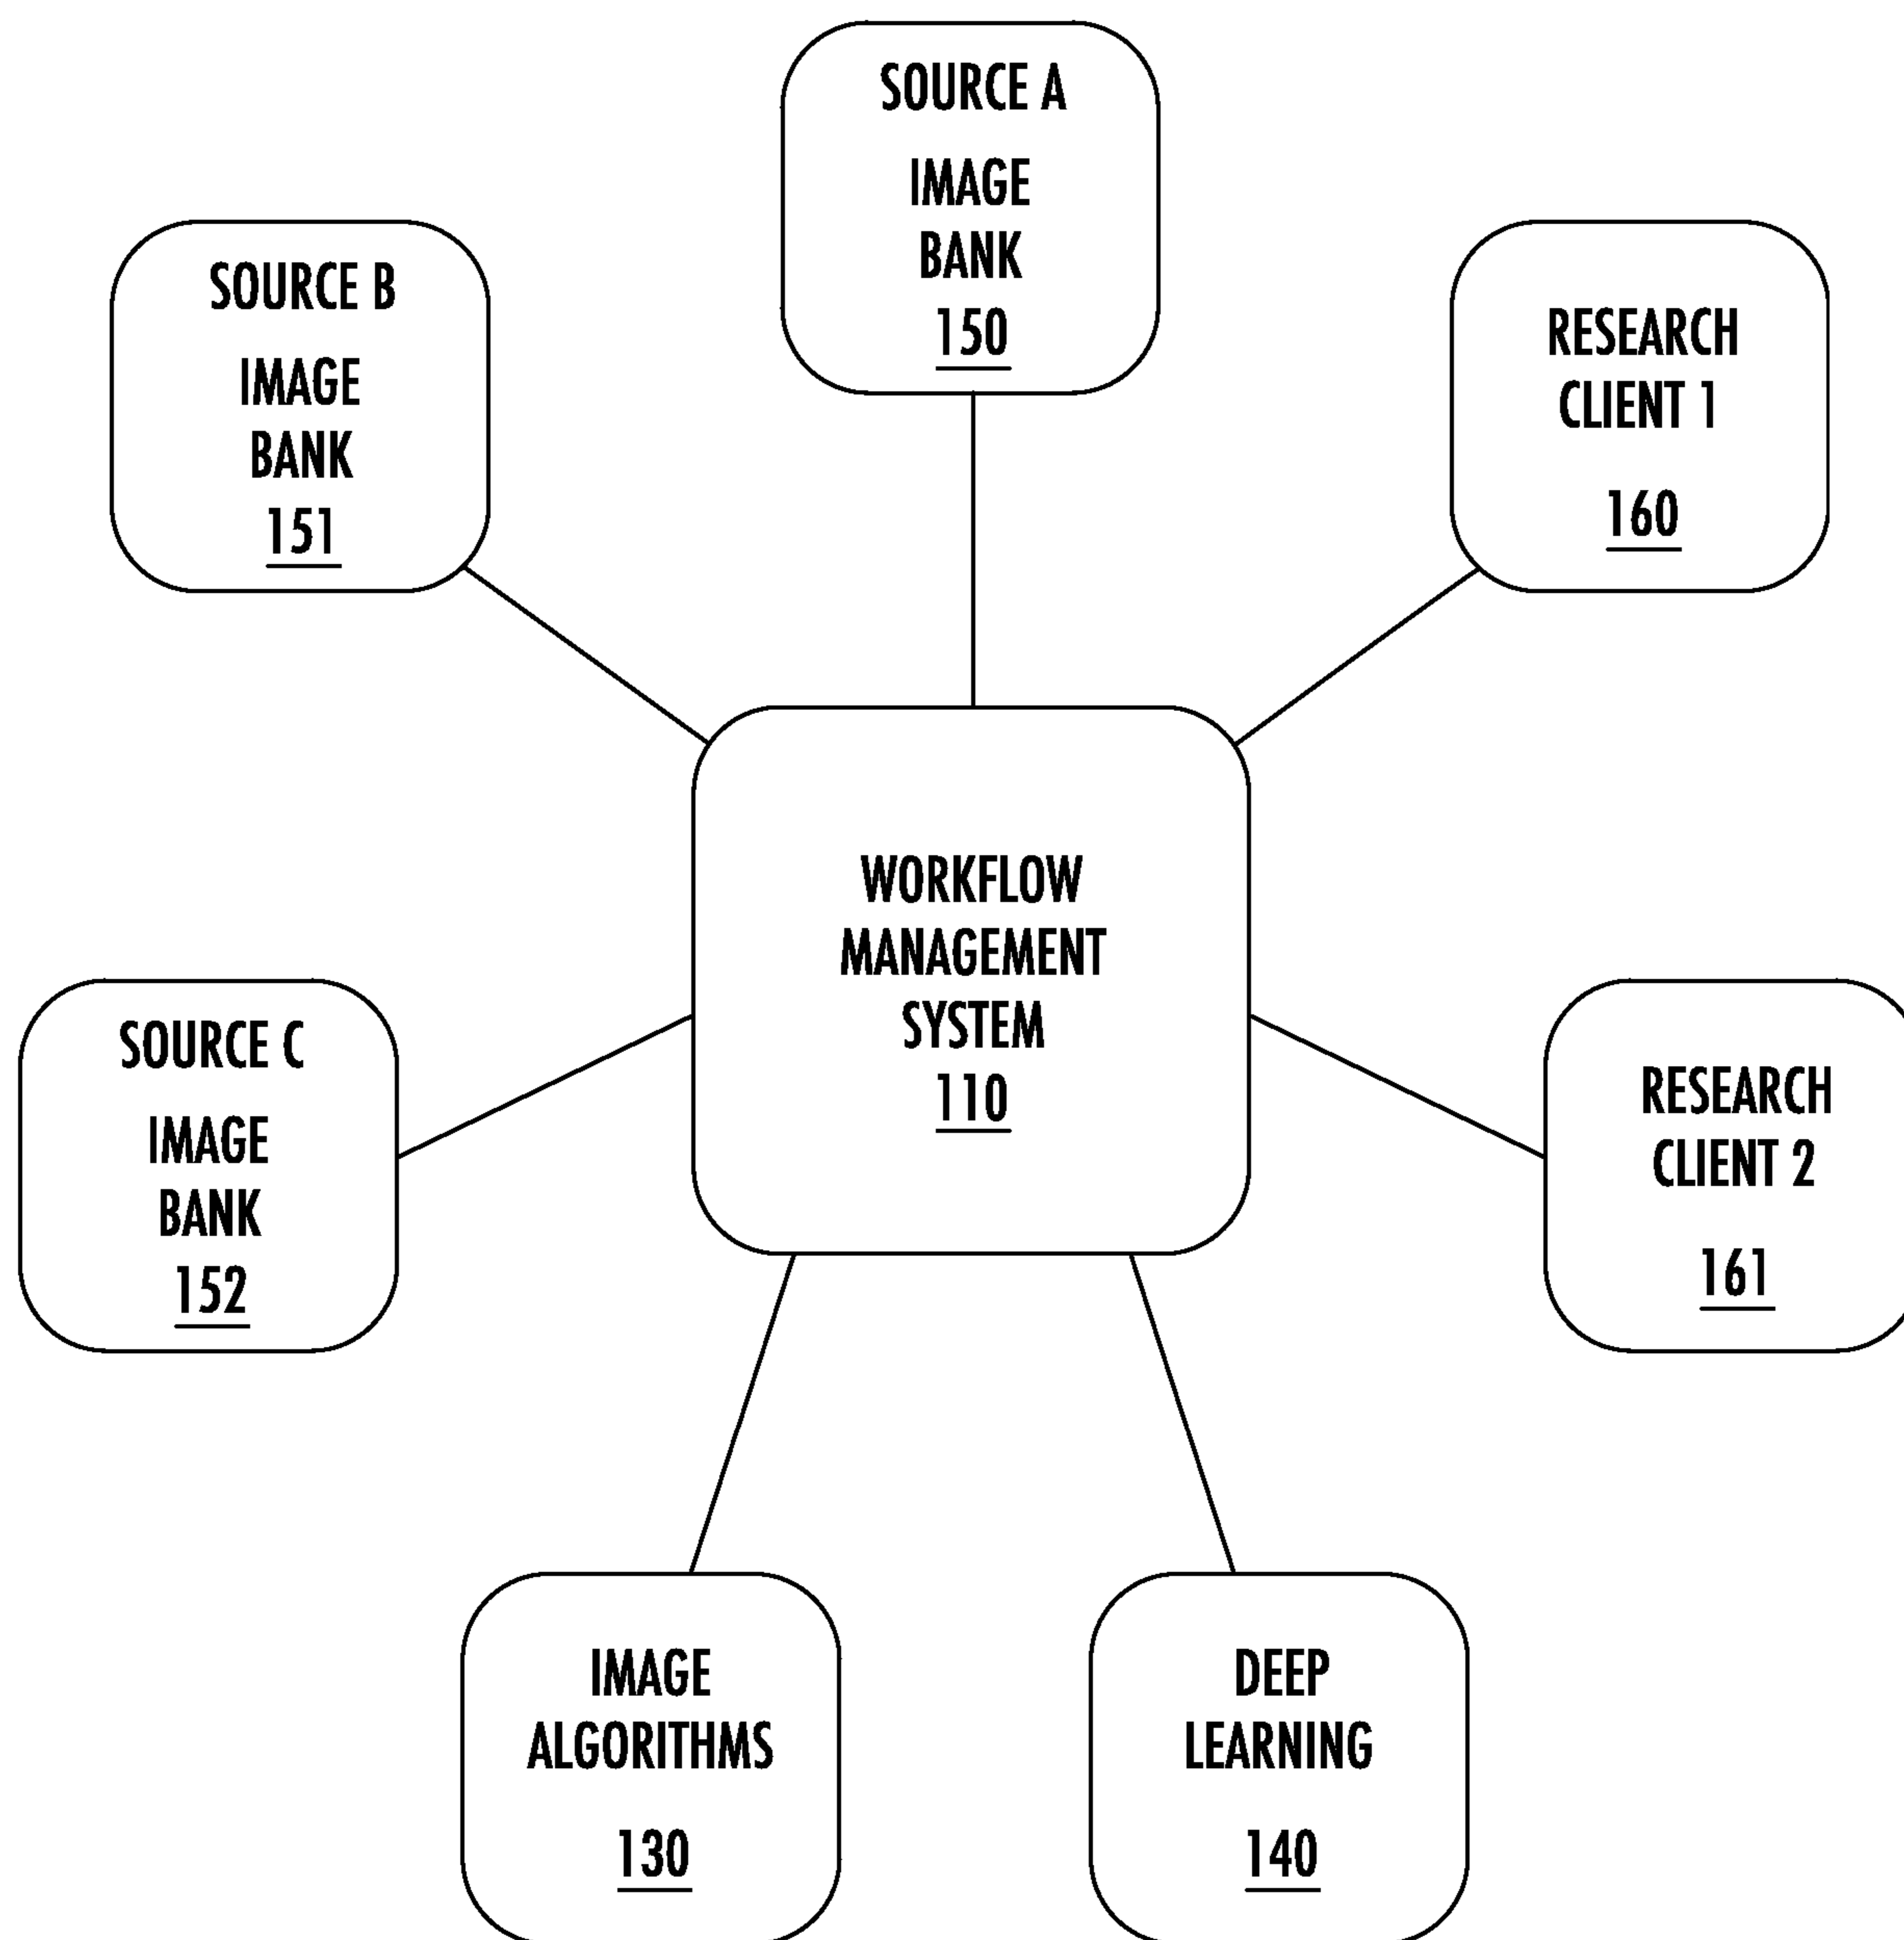 SOURCE A
IMAGE
BANK
150
SOURCE B
IMAGE
BANK
151
RESEARCH
CLIENT 1
160
WORKFLOW
MANAGEMENT
SYSTEM
110
SOURCE C
IMAGE
BANK
152
RESEARCH
CLIENT 2
161
IMAGE
ALGORITHMS
130
DEEP
LEARNING
140